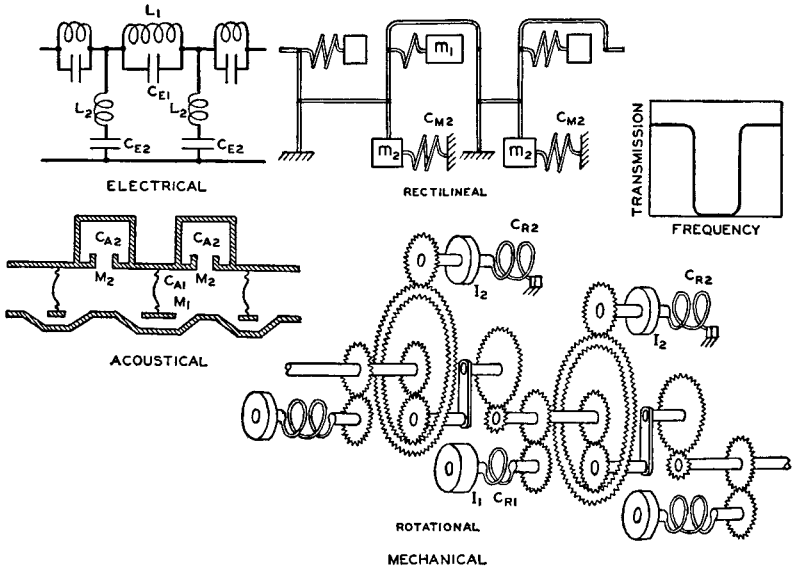 L1
CE1
L2
L2
CE2
CE2
ELECTRICAL
m1
CM2
CM2
m2
m2
RECTILINEAL
TRANSMISSION
FREQUENCY
CA2
CA2
M2
CA1
M2
M1
ACOUSTICAL
CR2
I2
CR2
I2
I1
CR1
ROTATIONAL
MECHANICAL